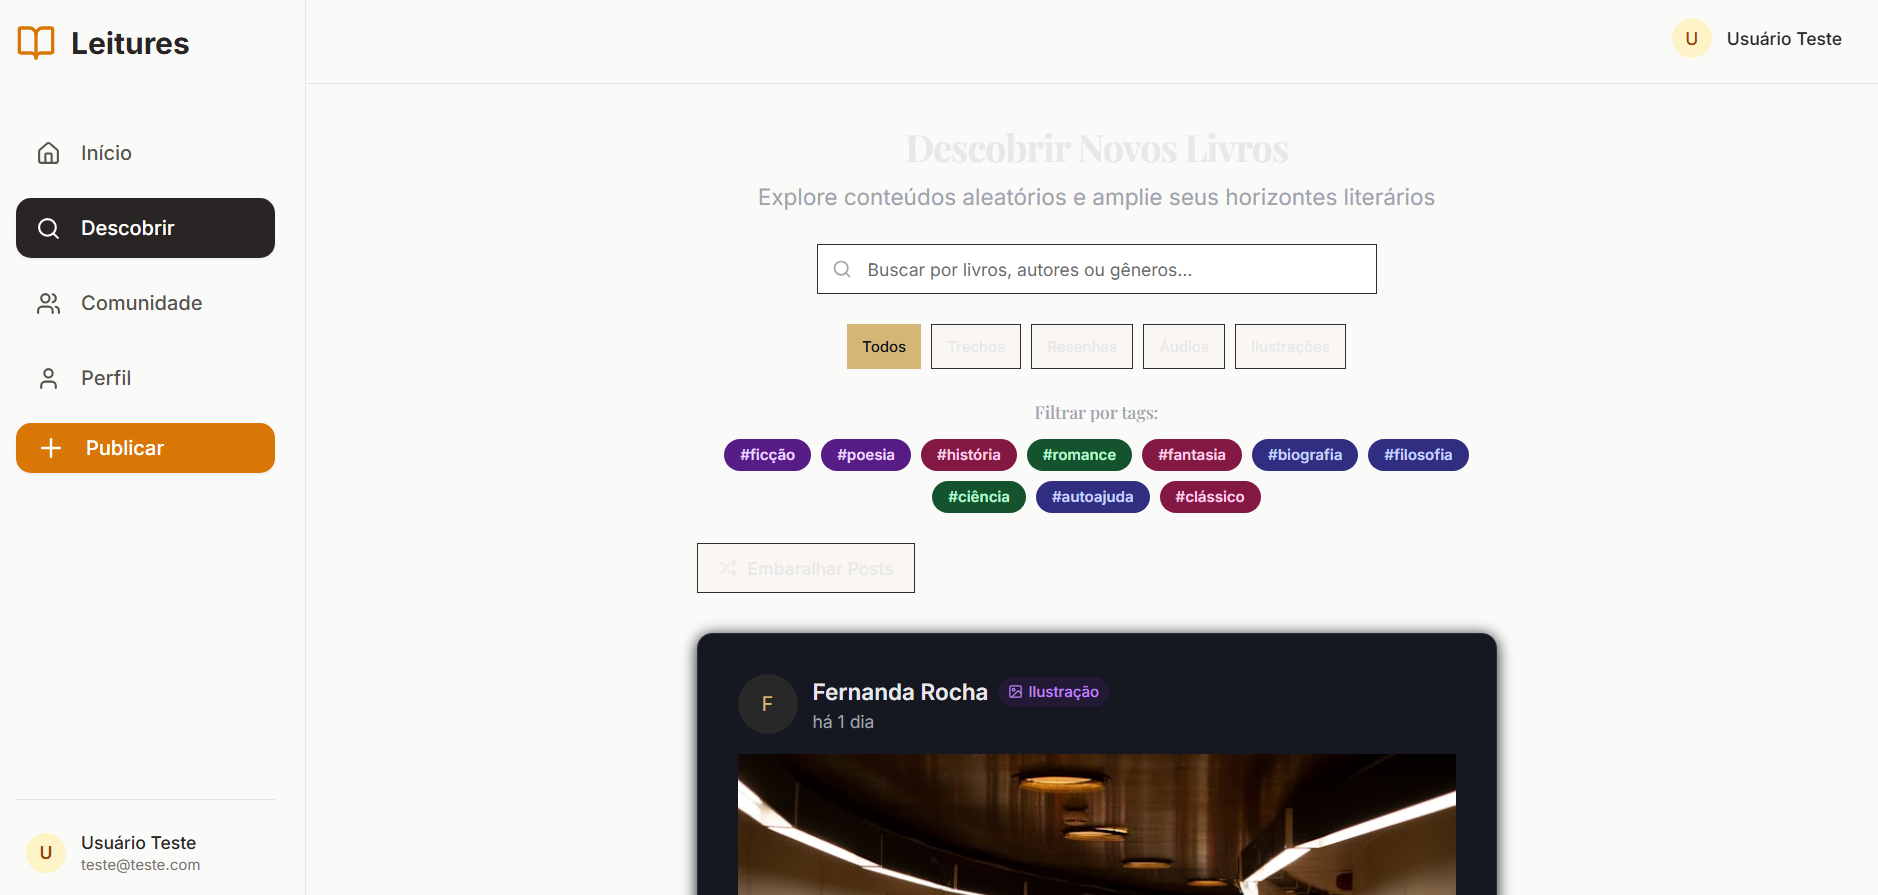 Leitures
U Usuário Teste
Início
Descobrir
Comunidade
Perfil
Publicar
Descobrir Novos Livros
Explore conteúdos aleatórios e amplie seus horizontes literários
Buscar por livros, autores ou gêneros...
Todos Trechos Resenhas Áudios Ilustrações
Filtrar por tags:
#ficção #poesia #história #romance #fantasia #biografia #filosofia
#ciência #autoajuda #clássico
Embaralhar Posts
F Fernanda Rocha Ilustração
há 1 dia
U Usuário Teste
teste@teste.com